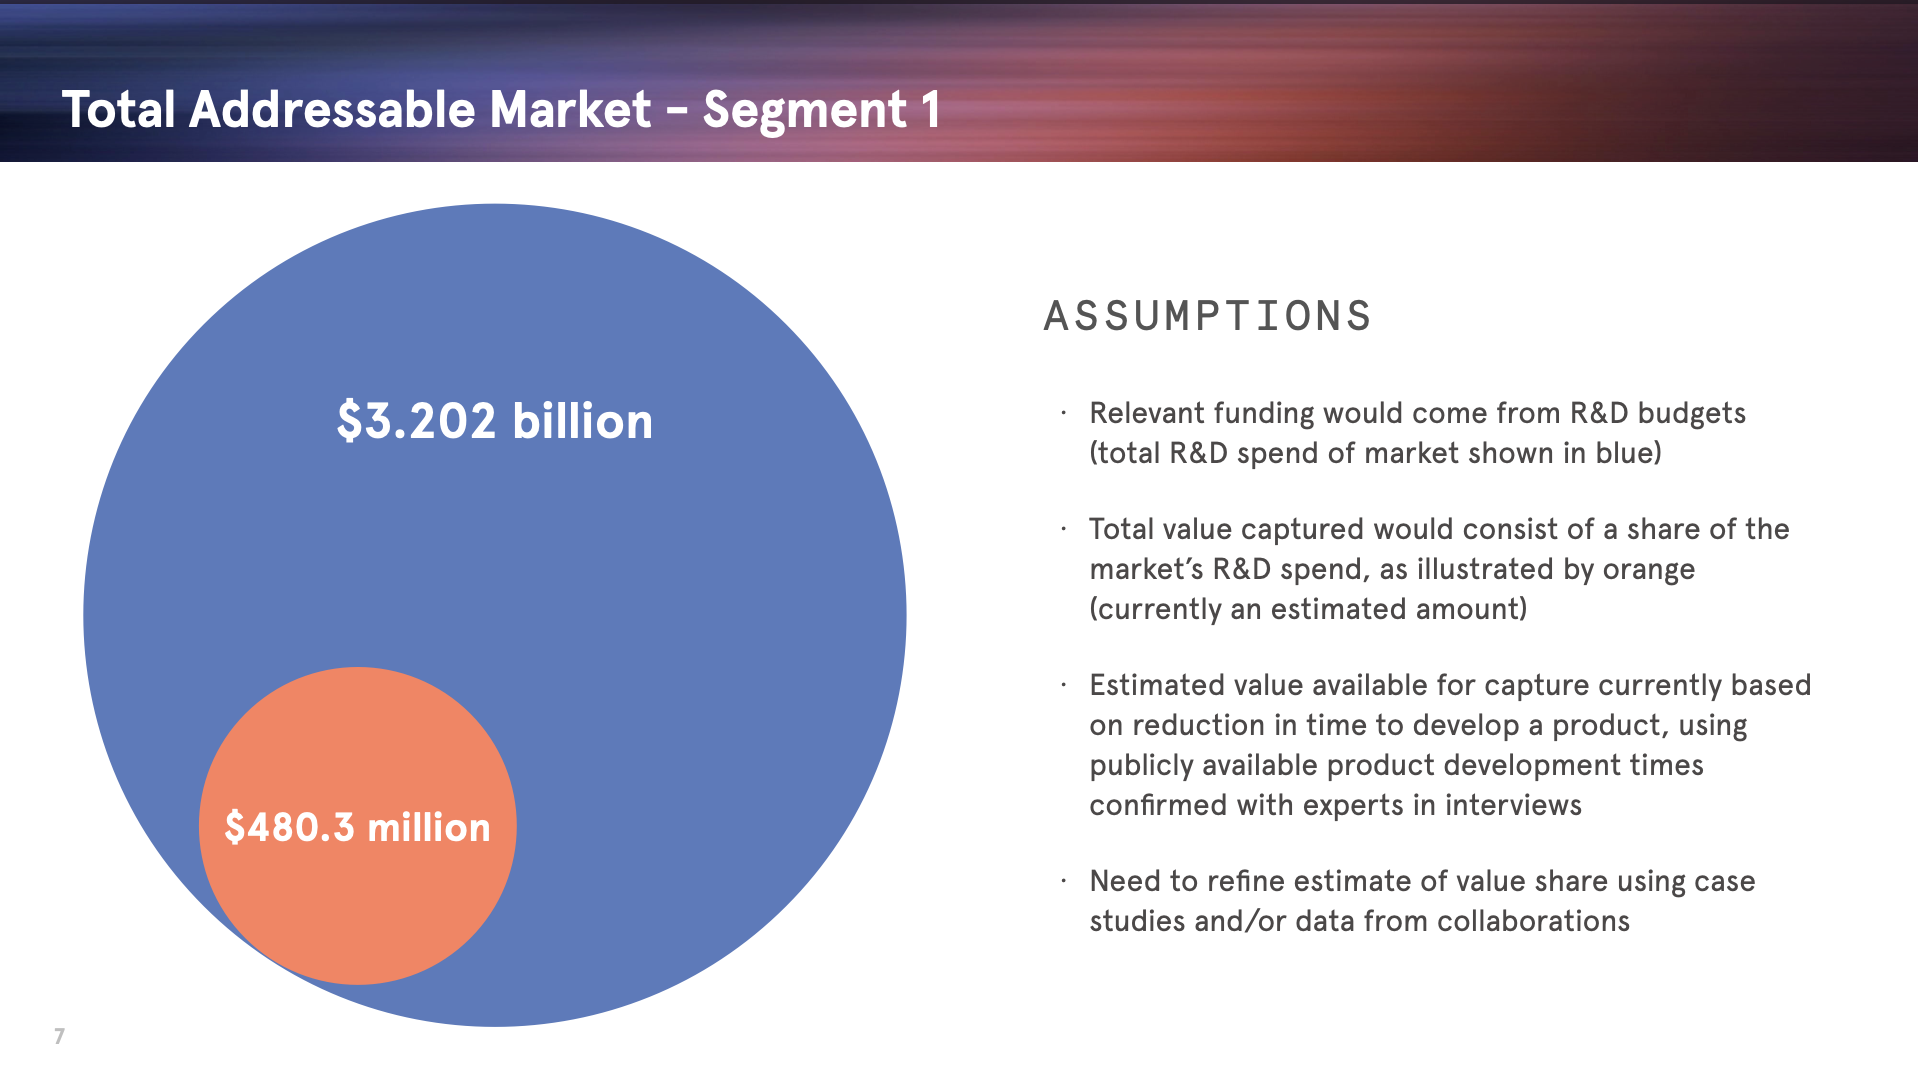 Total Addressable Market – Segment 1
$3.202 billion
$480.3 million
ASSUMPTIONS
· Relevant funding would come from R&D budgets
(total R&D spend of market shown in blue)
· Total value captured would consist of a share of the
market’s R&D spend, as illustrated by orange
(currently an estimated amount)
· Estimated value available for capture currently based
on reduction in time to develop a product, using
publicly available product development times
confirmed with experts in interviews
· Need to refine estimate of value share using case
studies and/or data from collaborations
7